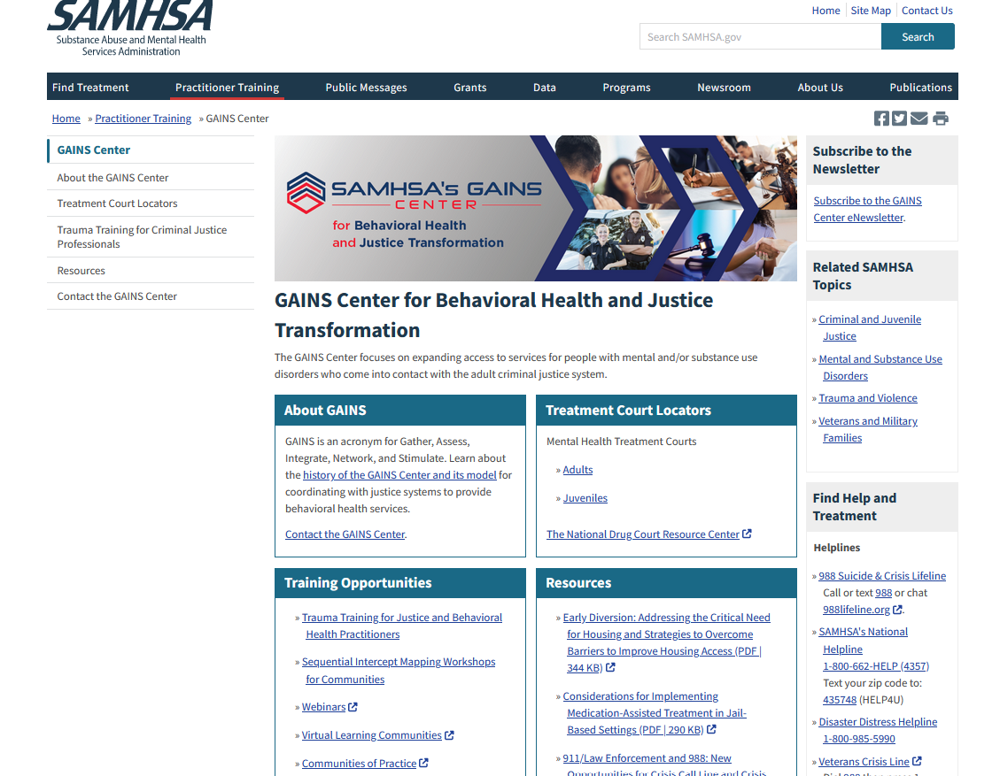 SAMHSA
Substance Abuse and Mental Health
Services Administration
Home
Site Map
Contact Us
Search SAMHSA.gov
Search
Find Treatment
Practitioner Training
Public Messages
Grants
Data
Programs
Newsroom
About Us
Publications
Home » Practitioner Training » GAINS Center
GAINS Center
About the GAINS Center
Treatment Court Locators
Trauma Training for Criminal Justice
Professionals
Resources
Contact the GAINS Center
SAMHSA's GAINS
CENTER
for Behavioral Health
and Justice Transformation
GAINS Center for Behavioral Health and Justice
Transformation
The GAINS Center focuses on expanding access to services for people with mental and/or substance use
disorders who come into contact with the adult criminal justice system.
About GAINS
GAINS is an acronym for Gather, Assess,
Integrate, Network, and Stimulate. Learn about
the history of the GAINS Center and its model for
coordinating with justice systems to provide
behavioral health services.
Contact the GAINS Center.
Treatment Court Locators
Mental Health Treatment Courts
» Adults
» Juveniles
The National Drug Court Resource Center
Training Opportunities
» Trauma Training for Justice and Behavioral
Health Practitioners
» Sequential Intercept Mapping Workshops
for Communities
» Webinars
» Virtual Learning Communities
» Communities of Practice
Resources
» Early Diversion: Addressing the Critical Need
for Housing and Strategies to Overcome
Barriers to Improve Housing Access (PDF |
344 KB)
» Considerations for Implementing
Medication-Assisted Treatment in Jail-
Based Settings (PDF | 290 KB)
» 911/Law Enforcement and 988: New
Opportunities for Crisis Call Line and Crisis
Subscribe to the
Newsletter
Subscribe to the GAINS
Center eNewsletter.
Related SAMHSA
Topics
» Criminal and Juvenile
Justice
» Mental and Substance Use
Disorders
» Trauma and Violence
» Veterans and Military
Families
Find Help and
Treatment
Helplines
» 988 Suicide & Crisis Lifeline
Call or text 988 or chat
988lifeline.org.
» SAMHSA's National
Helpline
1-800-662-HELP (4357)
Text your zip code to:
435748 (HELP4U)
» Disaster Distress Helpline
1-800-985-5990
» Veterans Crisis Line